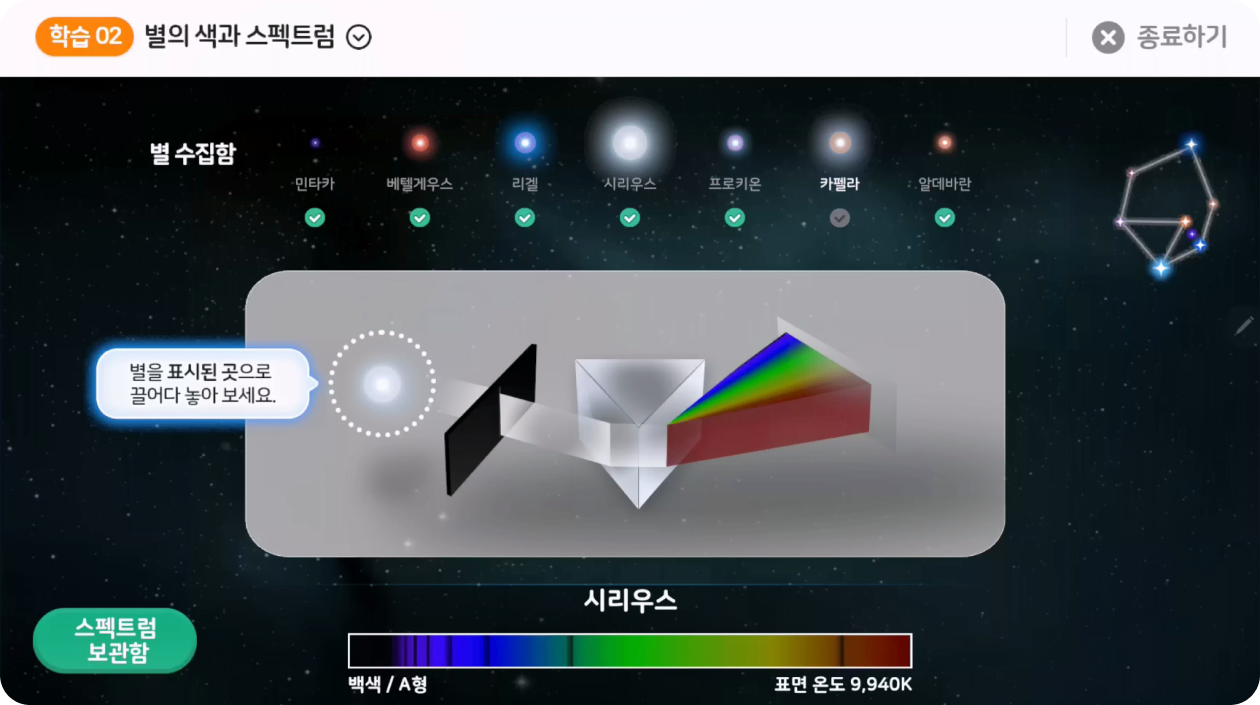 학습 02 별의 색과 스펙트럼
종료하기
별 수집함
민타카 베텔게우스 리겔 시리우스 프로키온 카펠라 알데바란
별을 표시된 곳으로
끌어다 놓아 보세요.
시리우스
스펙트럼
보관함
백색 / A형
표면 온도 9,940K